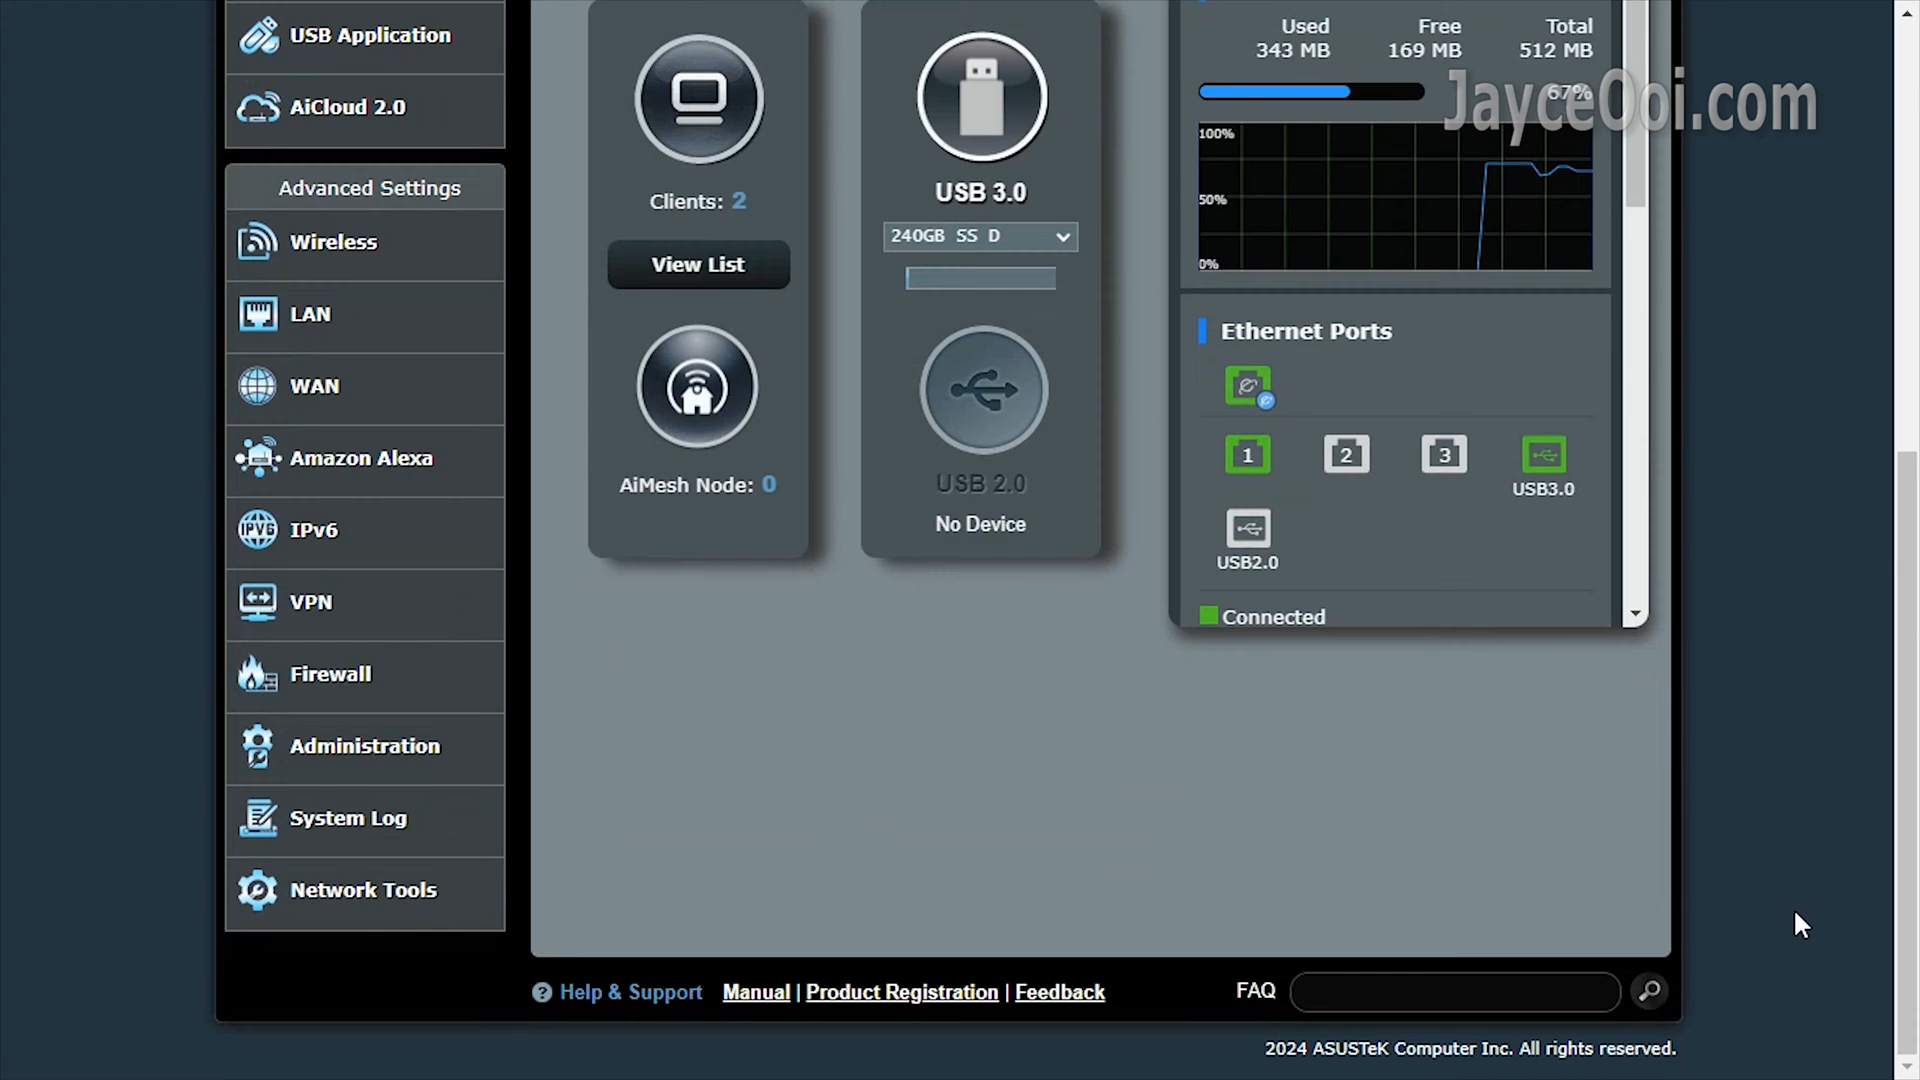 USB Application
AiCloud 2.0
Advanced Settings
Wireless
LAN
WAN
Amazon Alexa
IPv6
VPN
Firewall
Administration
System Log
Network Tools
Clients: 2
View List
AiMesh Node: 0
USB 3.0
240GB SS D
USB 2.0
No Device
Used Free Total
343 MB 169 MB 512 MB
67%
JayceOoi.com
100%
50%
0%
Ethernet Ports
1 2 3
USB3.0
USB2.0
Connected
? Help & Support Manual | Product Registration | Feedback FAQ
2024 ASUSTeK Computer Inc. All rights reserved.